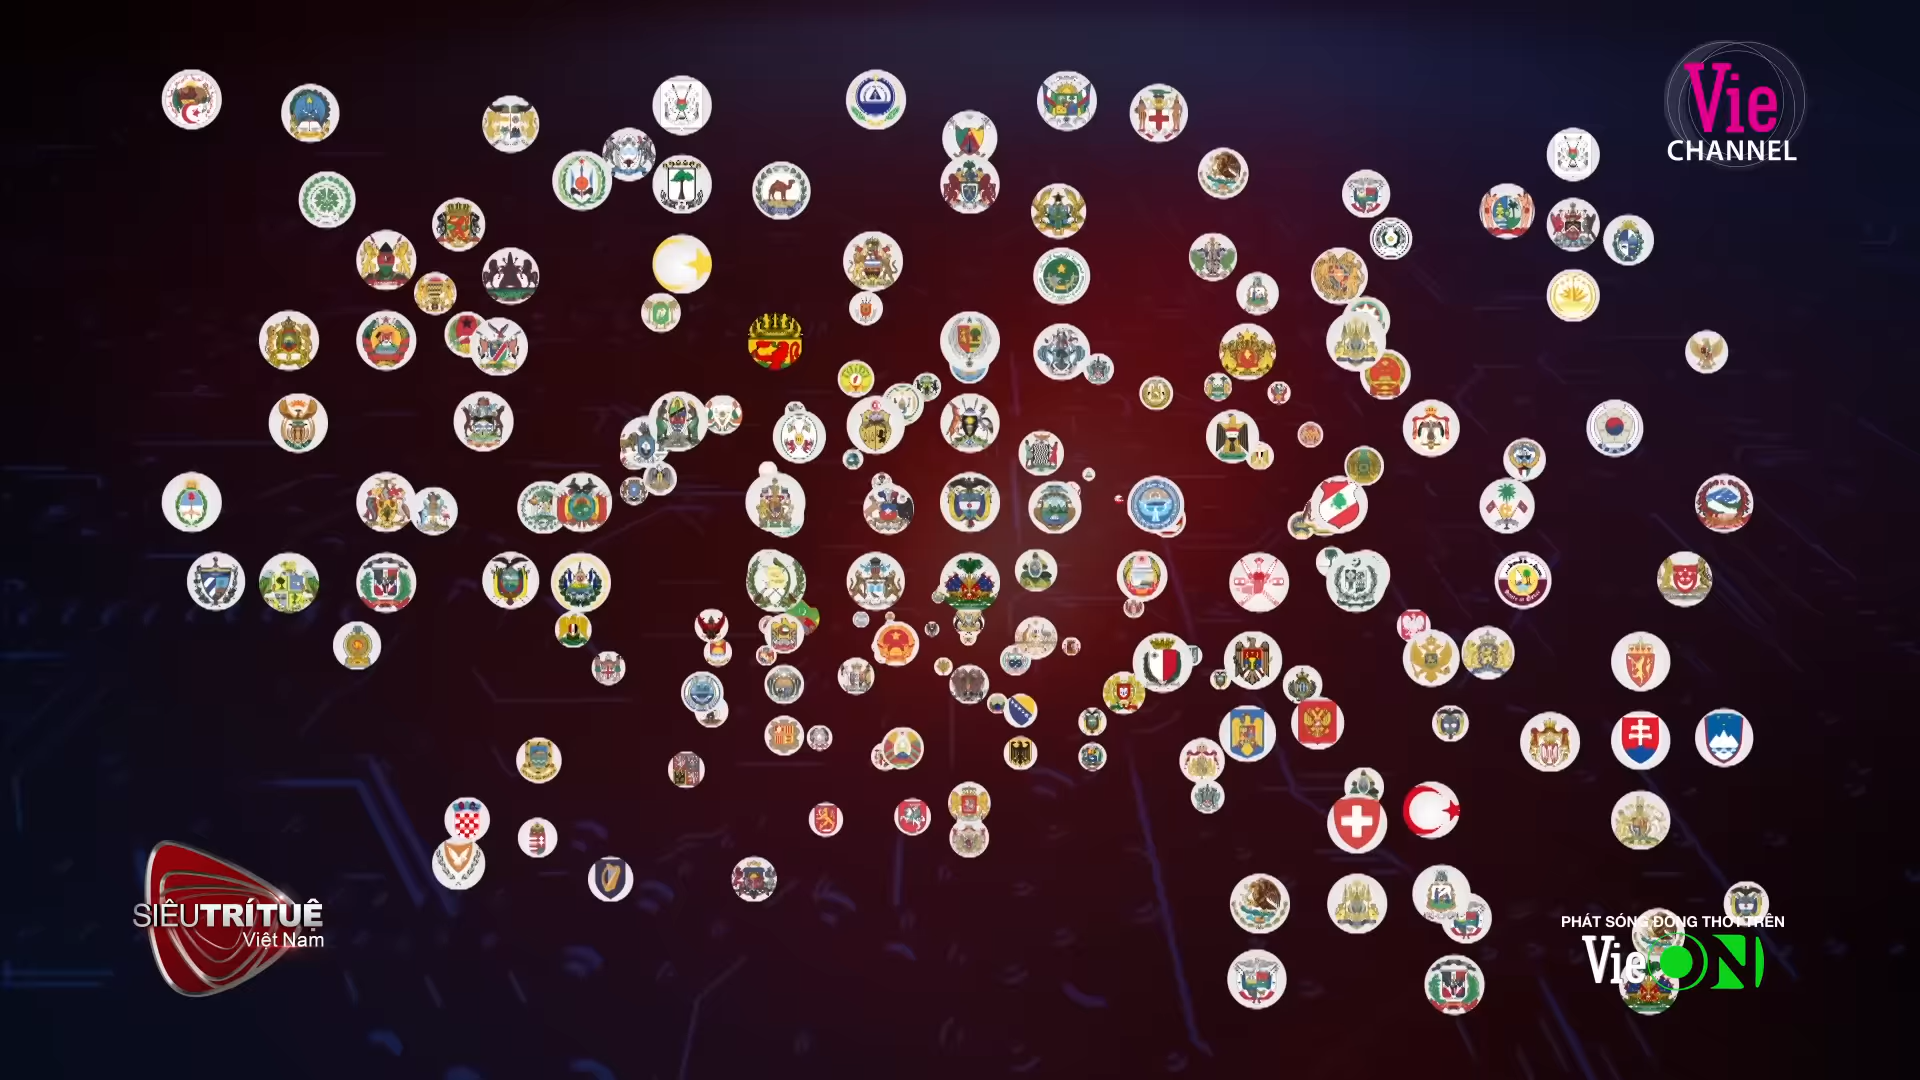 Vie
CHANNEL
SIÊUTRÍTUỆ
Việt Nam
PHÁT SÓNG ĐỒNG THỜI TRÊN
VieON